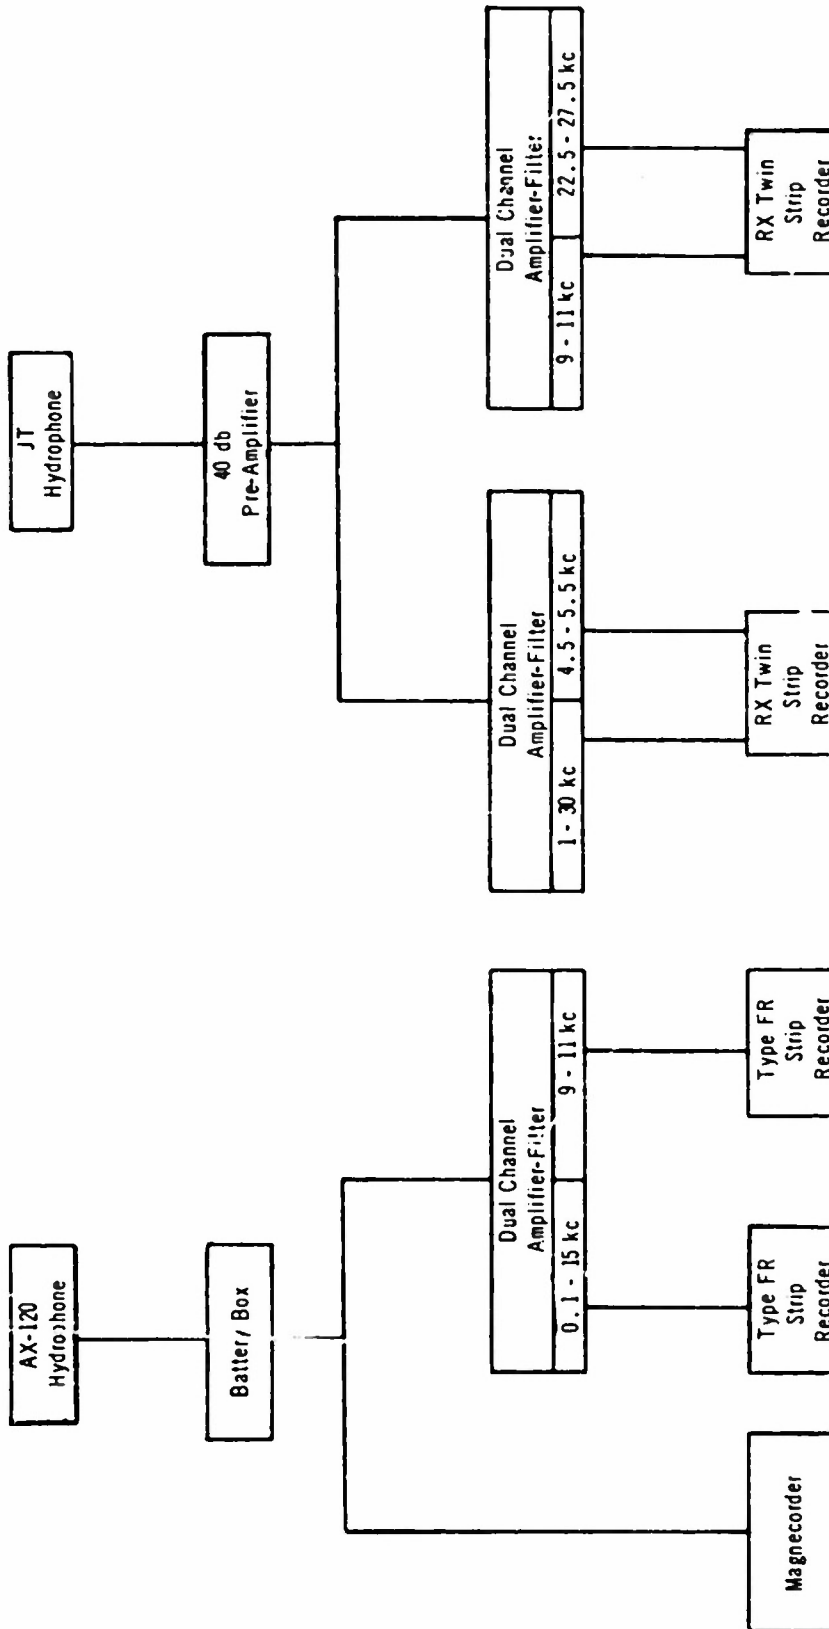 AX-120
Hydrophone
Battery Box
Dual Channel
Amplifier-Filter
0.1 - 15 kc
9 - 11 kc
Magnecorder
Type FR
Strip
Recorder
Type FR
Strip
Recorder
JT
Hydrophone
40 db
Pre-Amplifier
Dual Channel
Amplifier-Filter
1 - 30 kc
4.5 - 5.5 kc
Dual Channel
Amplifier-Filter
9 - 11 kc
22.5 - 27.5 kc
RX Twin
Strip
Recorder
RX Twin
Strip
Recorder